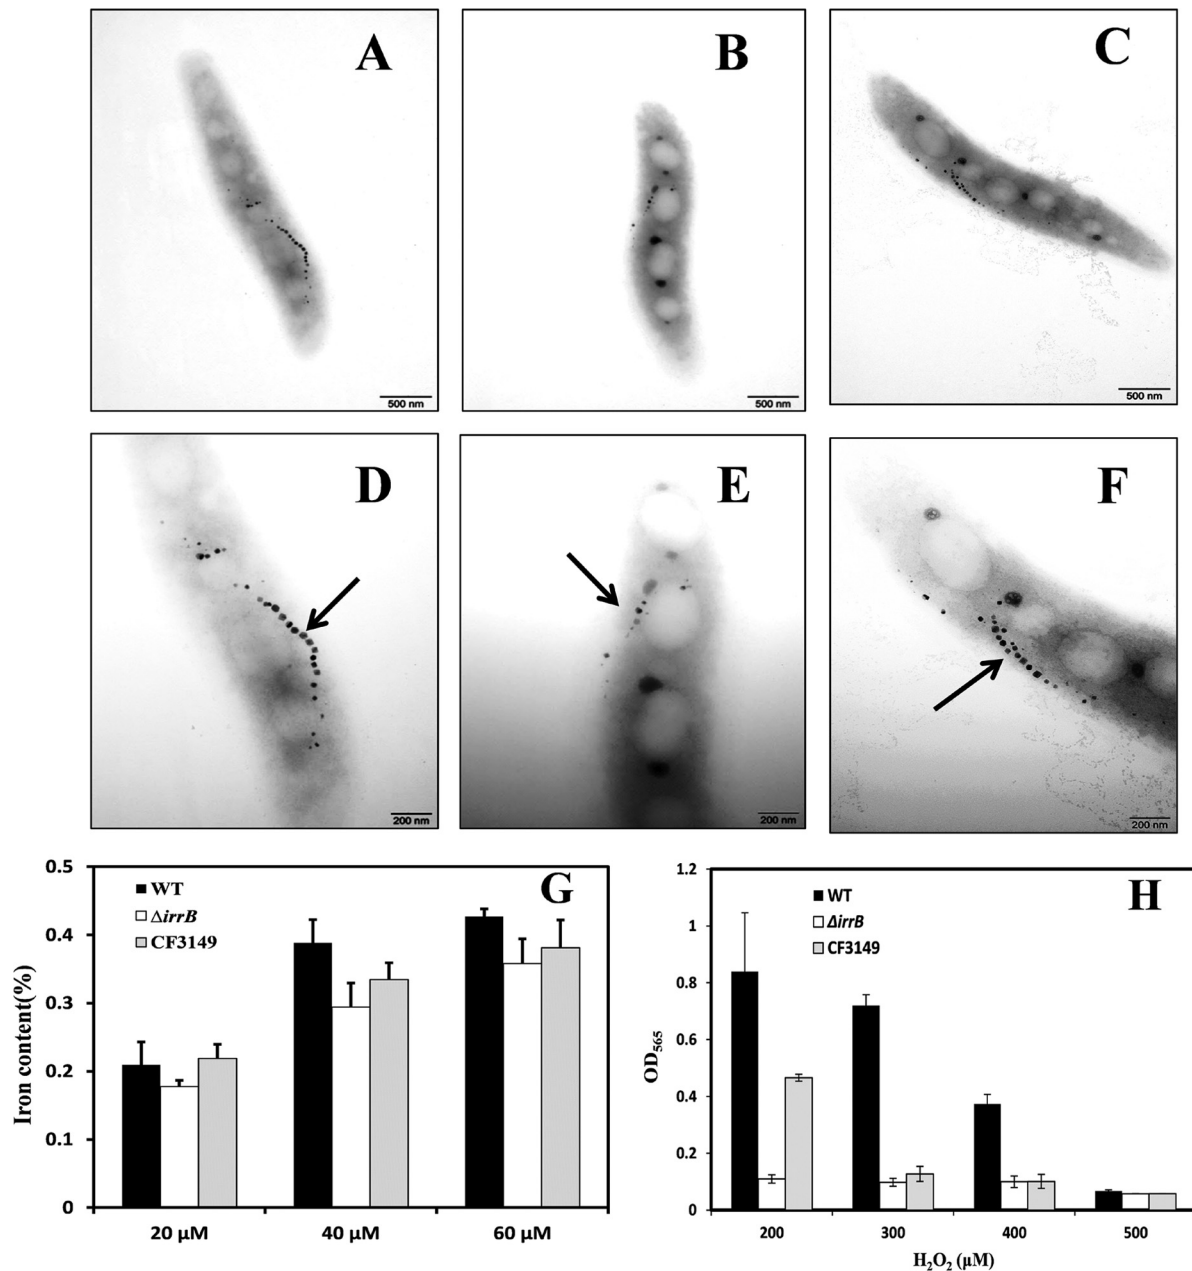 A
B
C
500 nm
500 nm
500 nm
D
E
F
200 nm
200 nm
200 nm
G
WT
ΔirrB
CF3149
Iron content(%)
0.5
0.4
0.3
0.2
0.1
0
20 μM
40 μM
60 μM
H
WT
ΔirrB
CF3149
OD₅₆₅
1.2
1
0.8
0.6
0.4
0.2
0
200
300
400
500
H₂O₂ (μM)